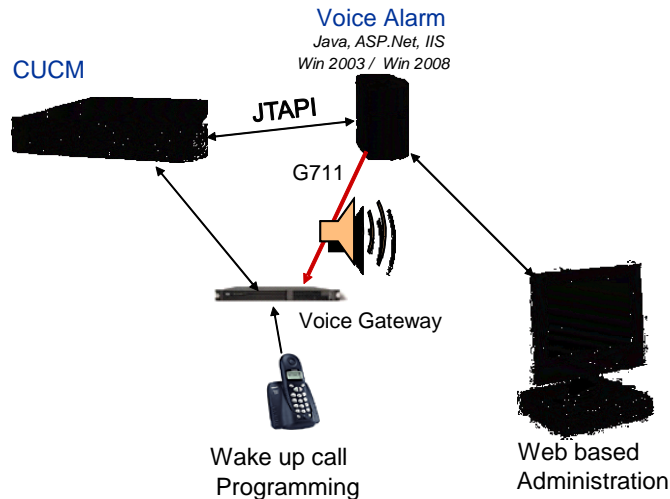 Voice Alarm
Java, ASP.Net, IIS
Win 2003 / Win 2008
CUCM
JTAPI
G711
Voice Gateway
Wake up call
Programming
Web based
Administration